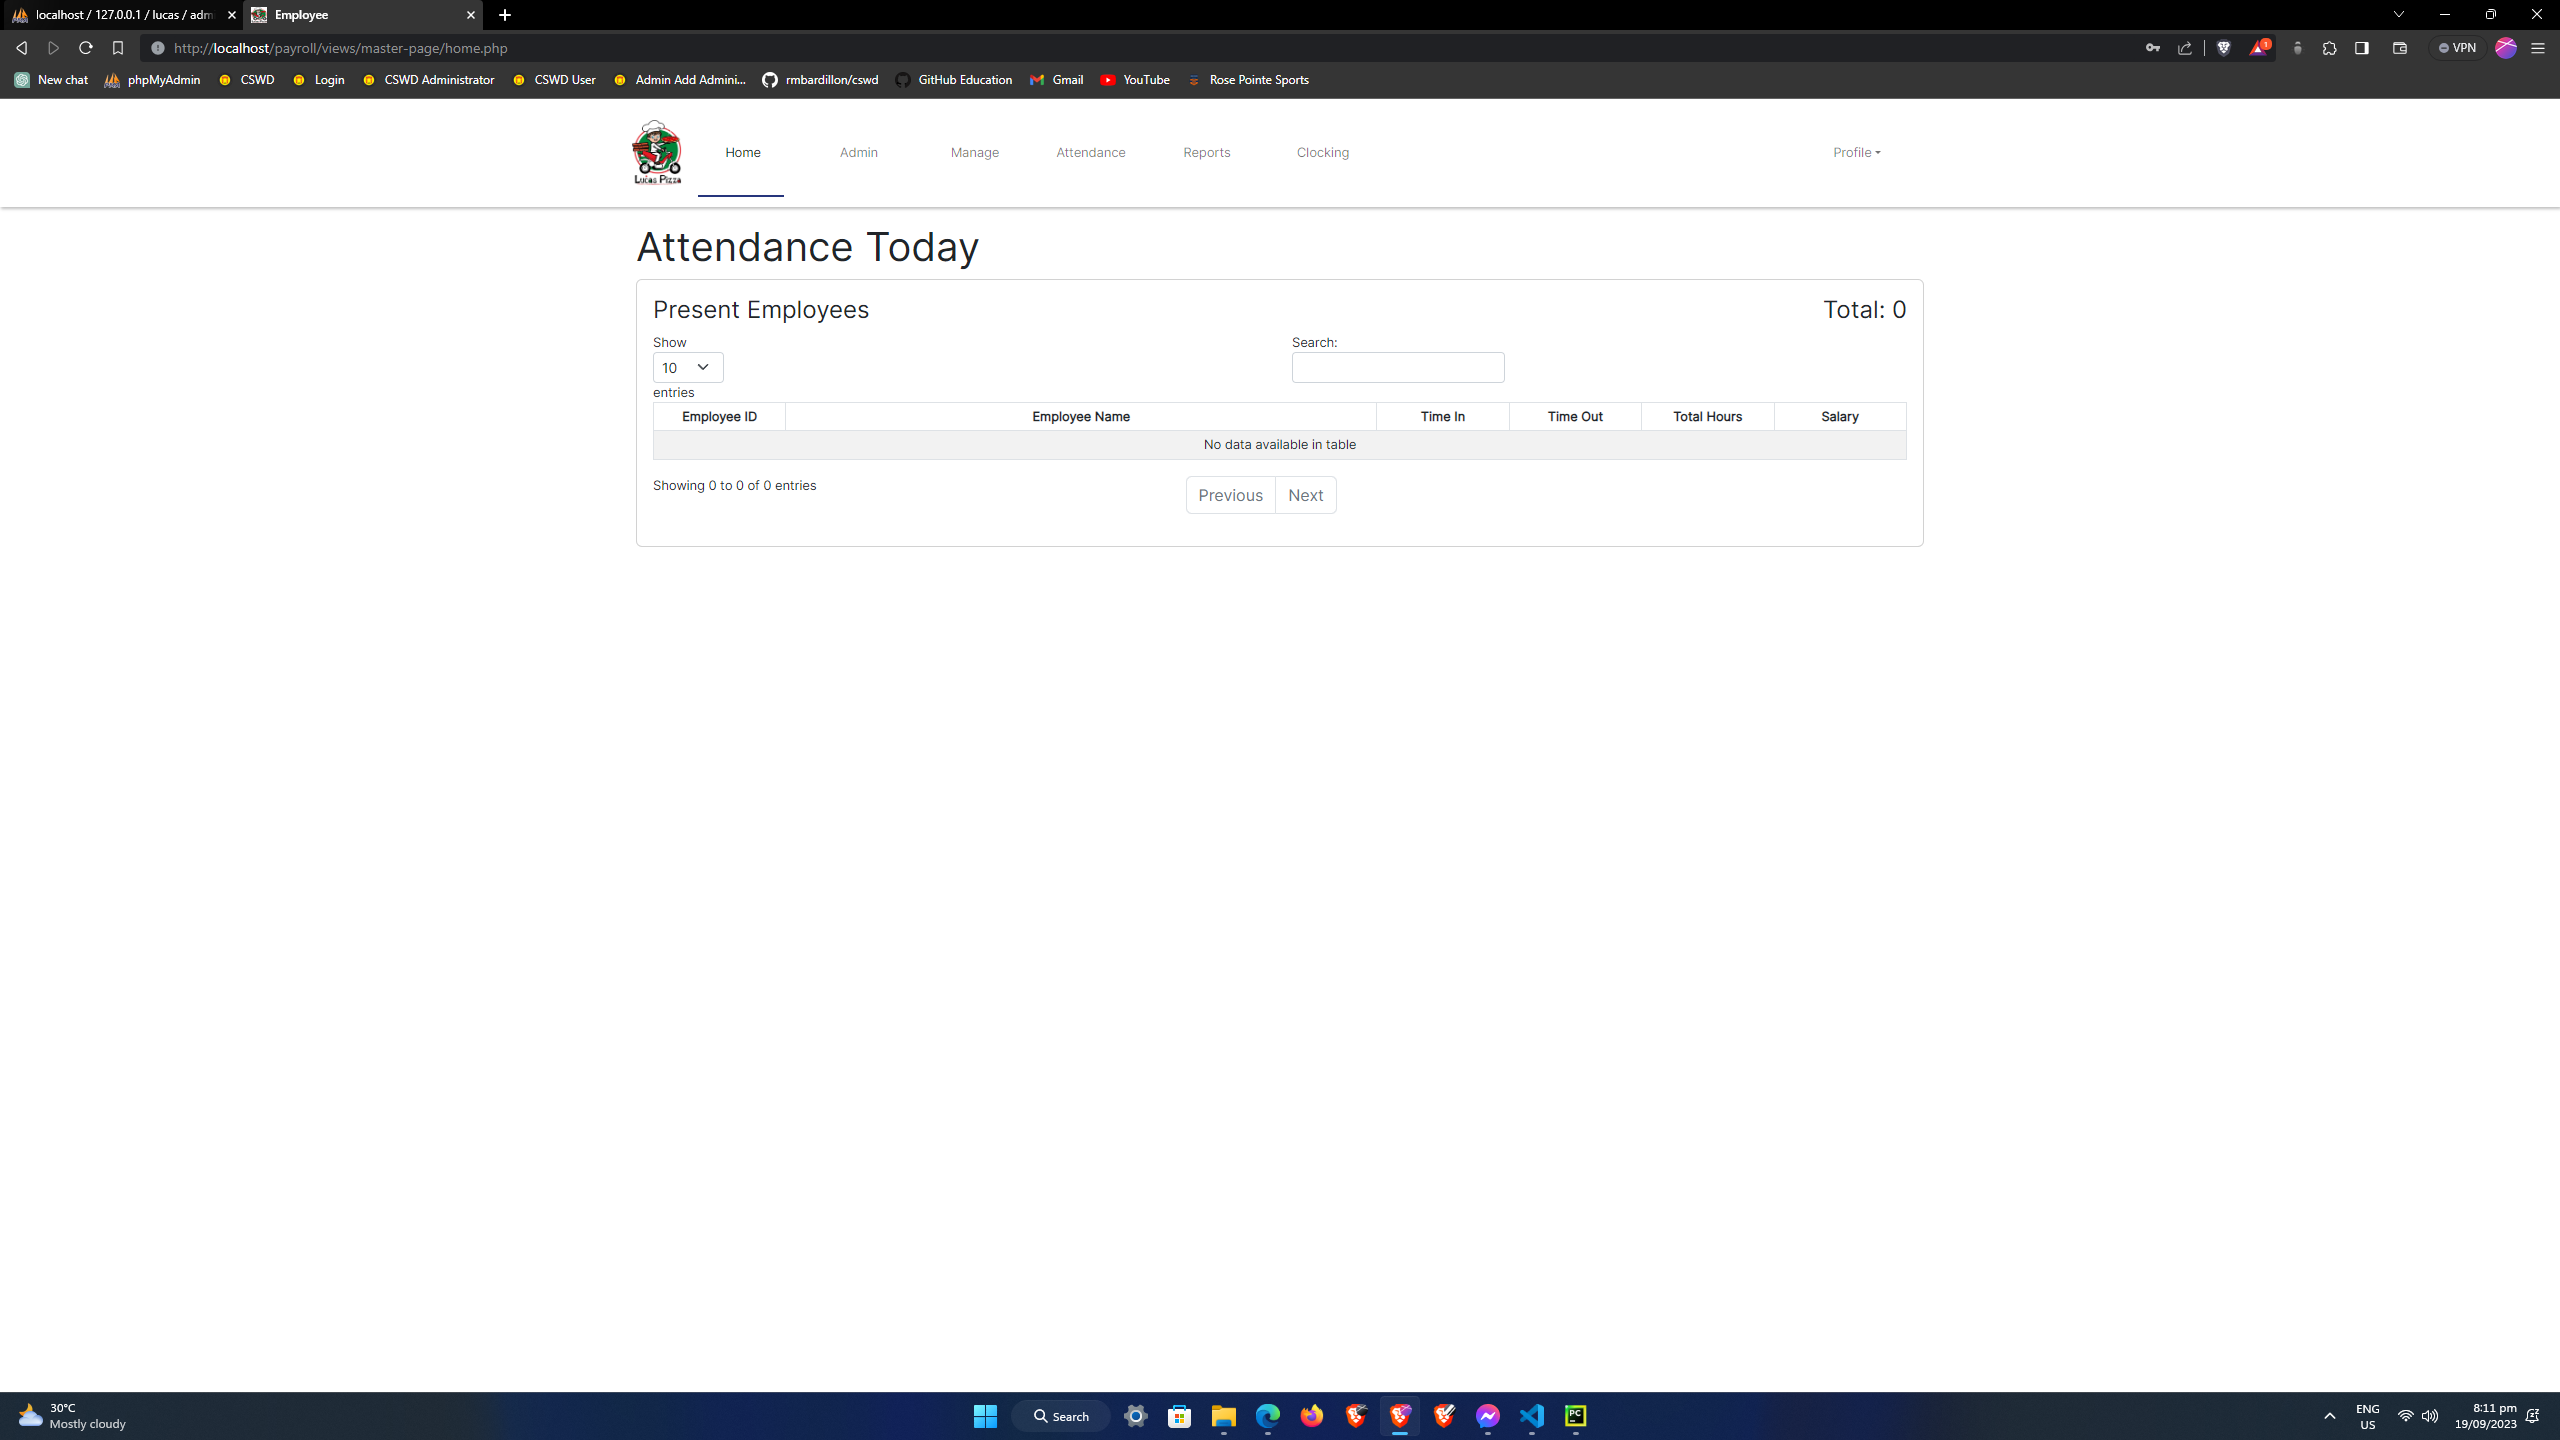 localhost / 127.0.0.1 / lucas / adm
Employee
http://localhost/payroll/views/master-page/home.php
1
VPN
New chat
phpMyAdmin
CSWD
Login
CSWD Administrator
CSWD User
Admin Add Admini...
rmbardillon/cswd
GitHub Education
Gmail
YouTube
Rose Pointe Sports
Lucas Pizza
Home
Admin
Manage
Attendance
Reports
Clocking
Profile
Attendance Today
Present Employees
Total: 0
Show
Search:
10
entries
Employee ID
Employee Name
Time In
Time Out
Total Hours
Salary
No data available in table
Showing 0 to 0 of 0 entries
Previous
Next
30°C
Mostly cloudy
Search
PC
ENG
US
8:11 pm
19/09/2023